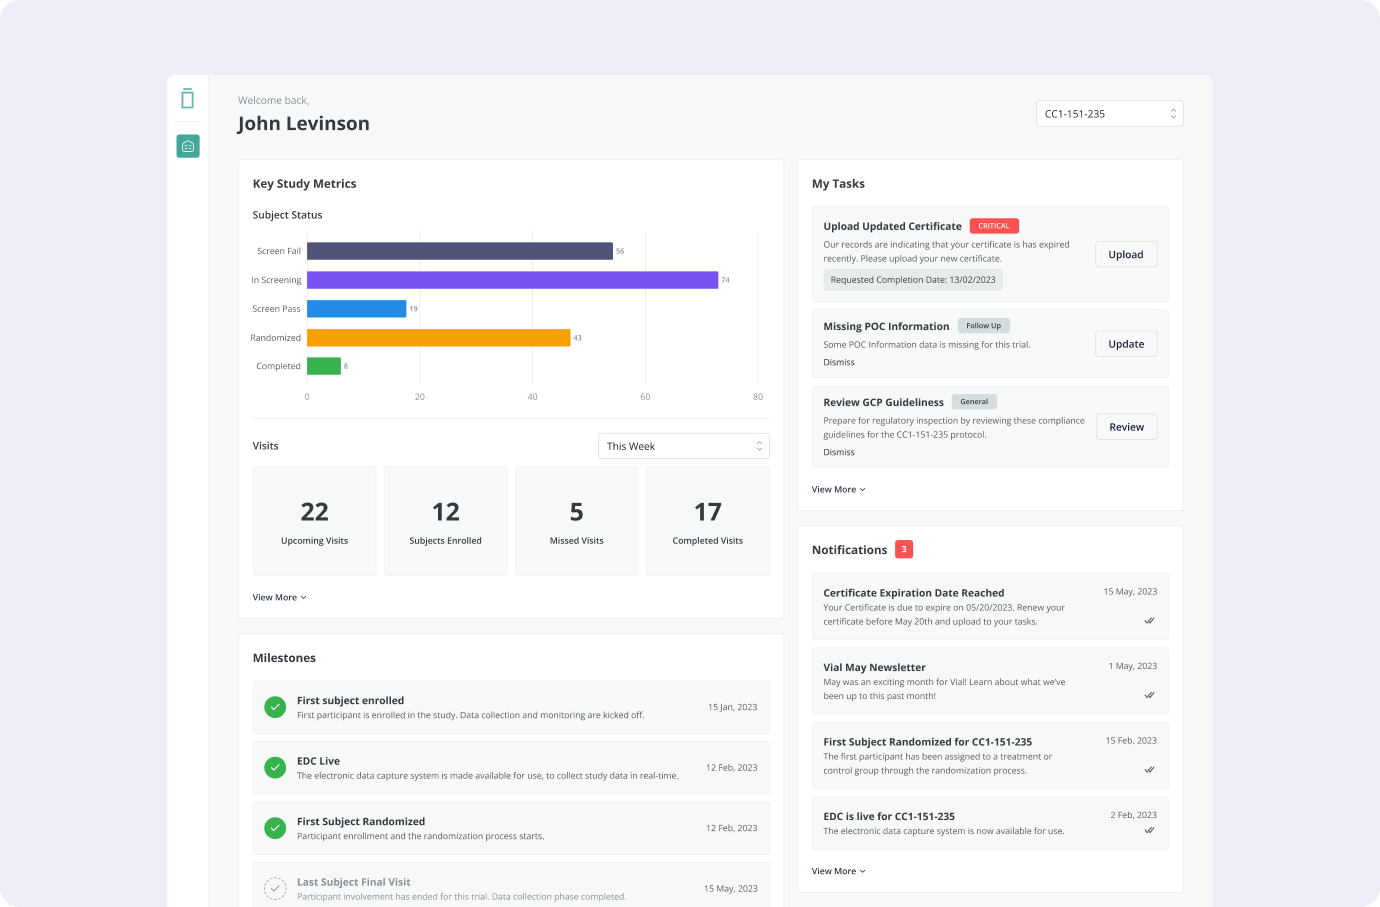 Welcome back,
John Levinson
CC1-151-235
Key Study Metrics
Subject Status
Screen Fail
56
In Screening
74
Screen Pass
19
Randomized
43
Completed
8
0
20
40
60
80
Visits
This Week
22
Upcoming Visits
12
Subjects Enrolled
5
Missed Visits
17
Completed Visits
View More
Milestones
First subject enrolled
First participant is enrolled in the study. Data collection and monitoring are kicked off.
15 Jan, 2023
EDC Live
The electronic data capture system is made available for use, to collect study data in real-time.
12 Feb, 2023
First Subject Randomized
Participant enrollment and the randomization process starts.
12 Feb, 2023
Last Subject Final Visit
Participant involvement has ended for this trial. Data collection phase completed.
15 May, 2023
My Tasks
Upload Updated Certificate
CRITICAL
Our records are indicating that your certificate is has expired
recently. Please upload your new certificate.
Requested Completion Date: 13/02/2023
Upload
Missing POC Information
Follow Up
Some POC Information data is missing for this trial.
Dismiss
Update
Review GCP Guideliness
General
Prepare for regulatory inspection by reviewing these compliance
guidelines for the CC1-151-235 protocol.
Dismiss
Review
View More
Notifications
3
Certificate Expiration Date Reached
15 May, 2023
Your Certificate is due to expire on 05/20/2023. Renew your
certificate before May 20th and upload to your tasks.
Vial May Newsletter
1 May, 2023
May was an exciting month for Vial! Learn about what we've
been up to this past month!
First Subject Randomized for CC1-151-235
15 Feb, 2023
The first participant has been assigned to a treatment or
control group through the randomization process.
EDC is live for CC1-151-235
2 Feb, 2023
The electronic data capture system is now available for use.
View More